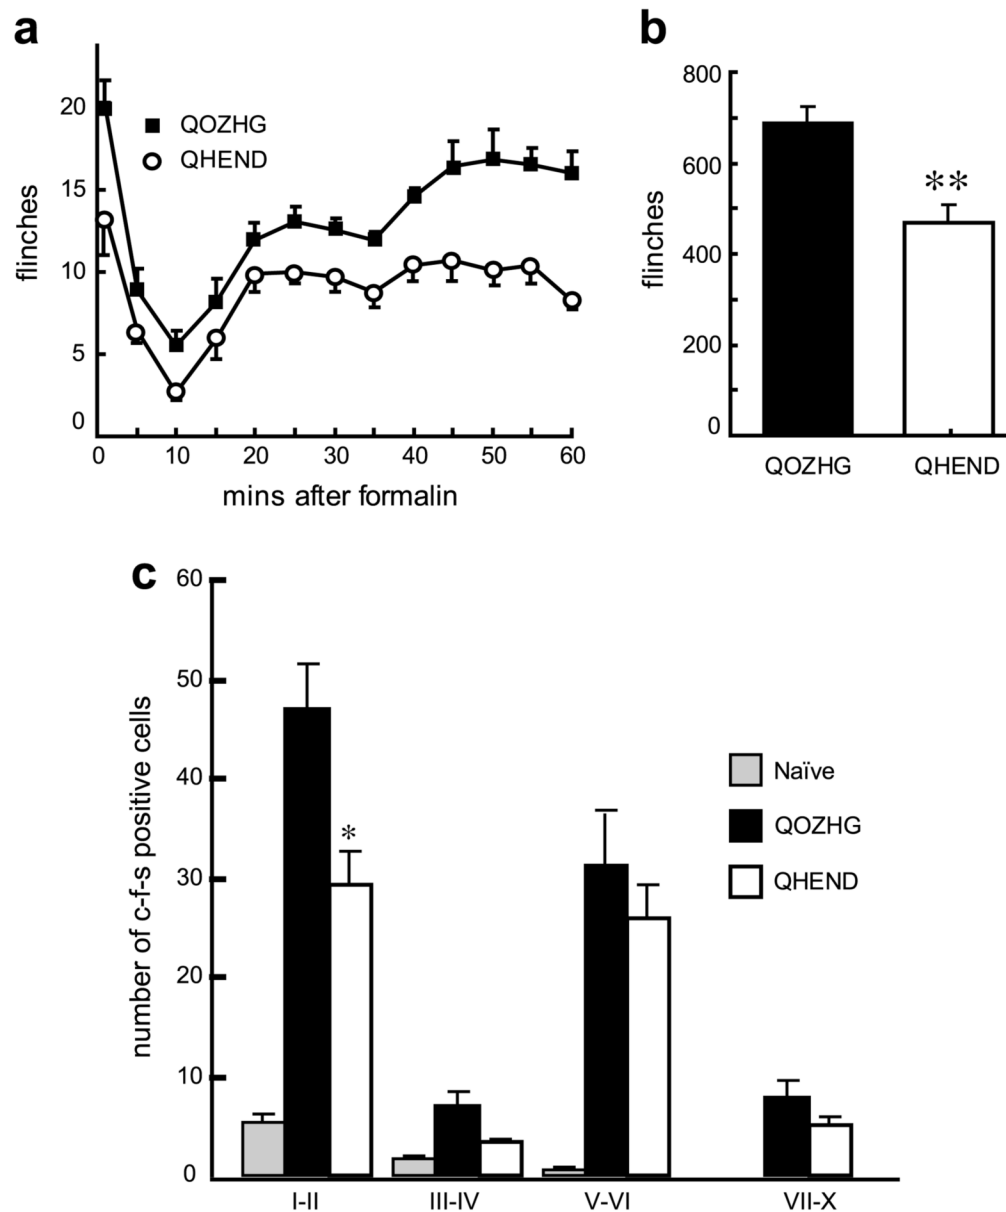 a
20
15
10
5
0
flinches
QOZHG
QHEND
0 10 20 30 40 50 60
mins after formalin
b
800
600
400
200
0
flinches
**
QOZHG QHEND
c
60
50
40
30
20
10
0
number of c-f-s positive cells
*
Naïve
QOZHG
QHEND
I-II III-IV V-VI VII-X